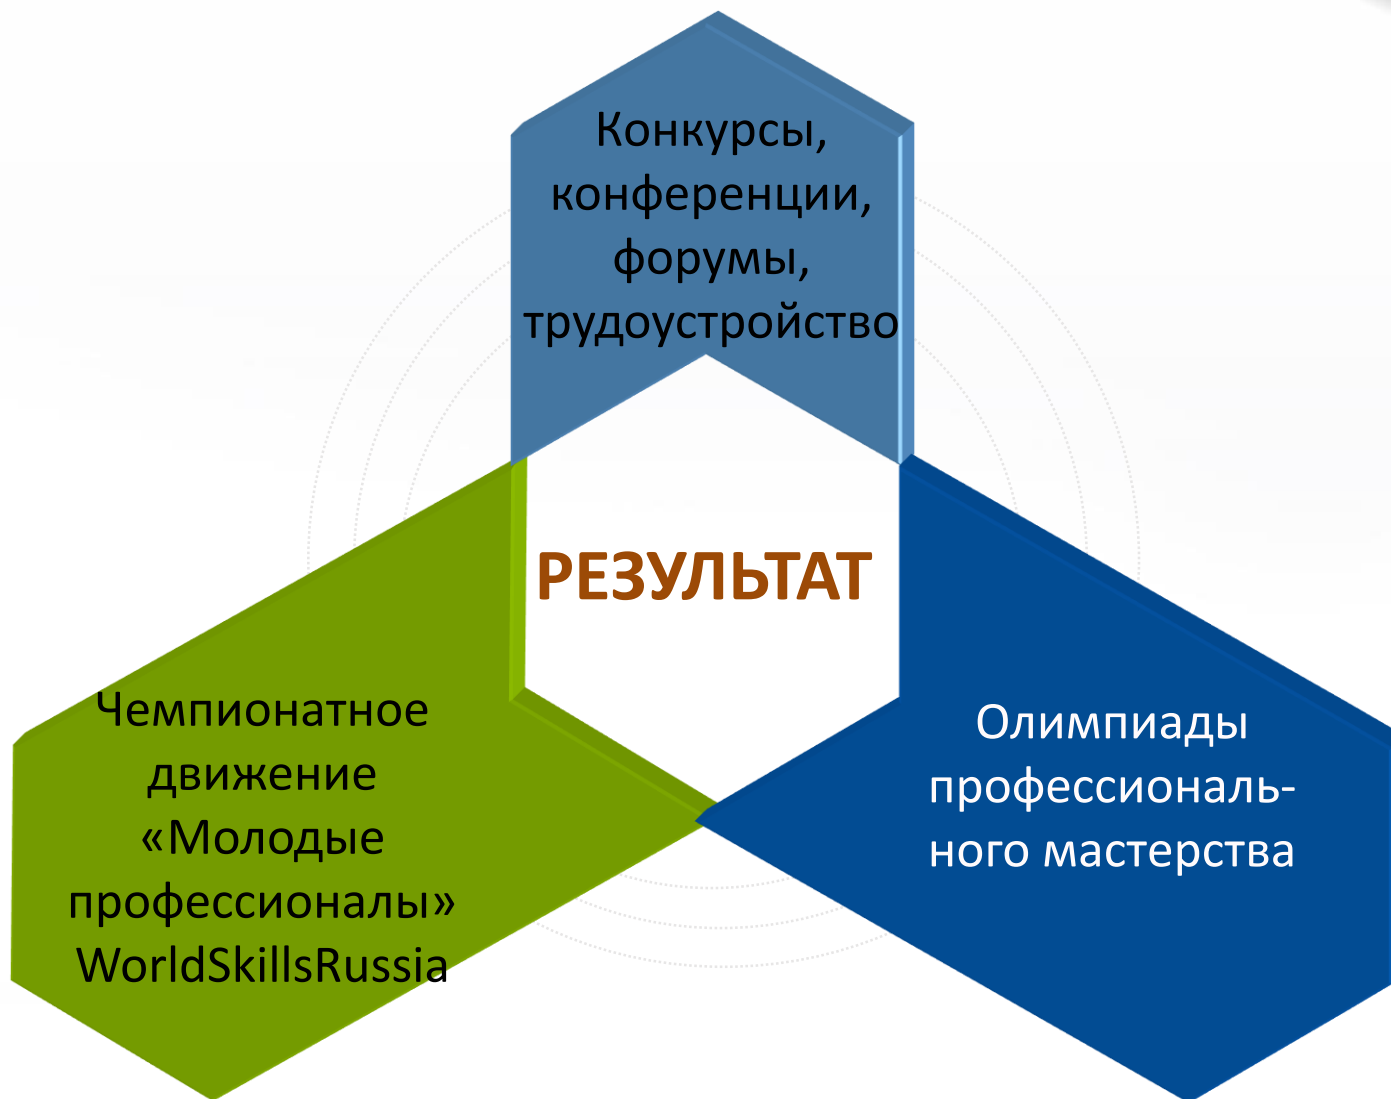 Конкурсы,
конференции,
форумы,
трудоустройство
РЕЗУЛЬТАТ
Чемпионатное
движение
«Молодые
профессионалы»
WorldSkillsRussia
Олимпиады
профессиональ-
ного мастерства